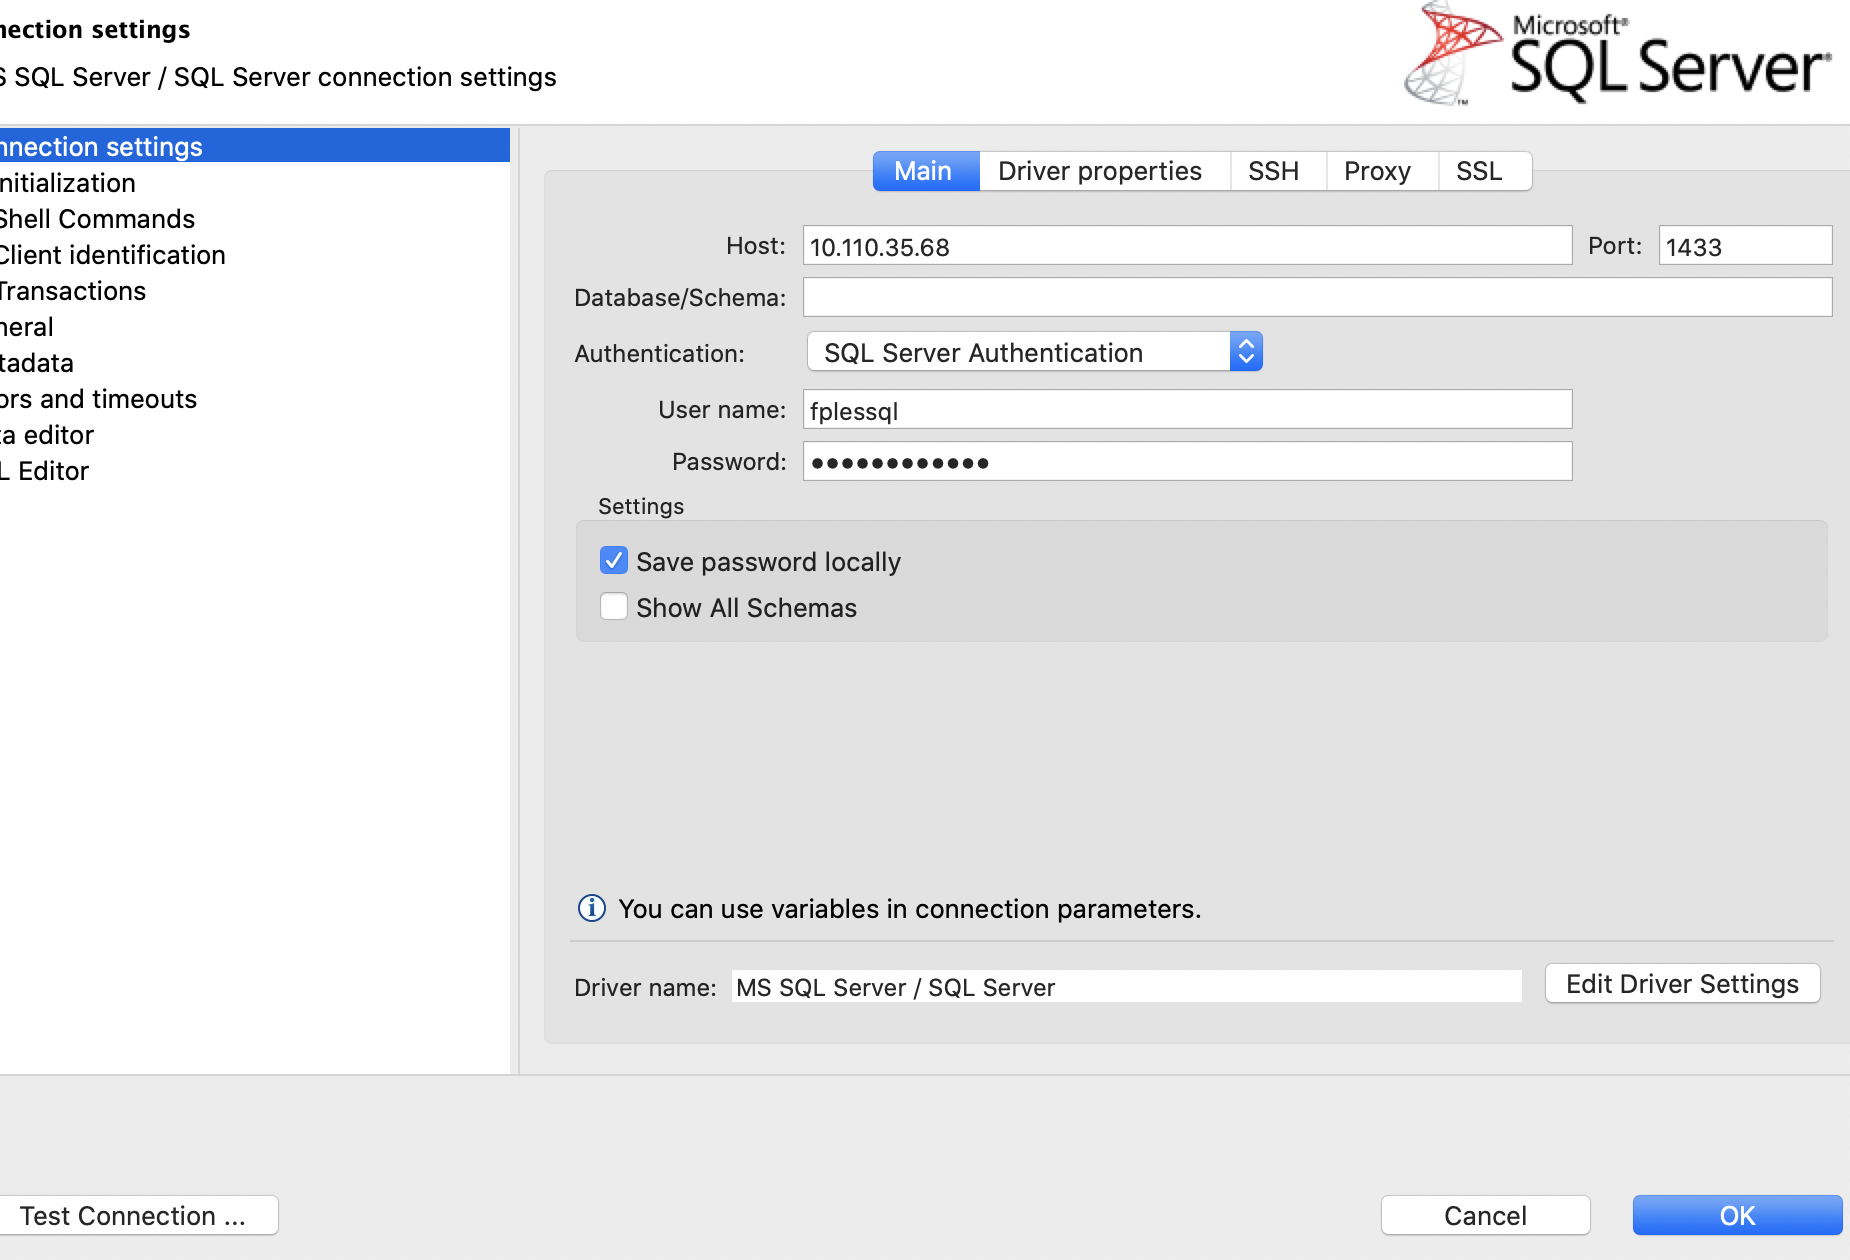 nection settings
S SQL Server / SQL Server connection settings
Microsoft®
SQL Server®
™
nnection settings
nitialization
Shell Commands
Client identification
Transactions
neral
tadata
ors and timeouts
ta editor
L Editor
Main Driver properties SSH Proxy SSL
Host: 10.110.35.68 Port: 1433
Database/Schema:
Authentication: SQL Server Authentication
User name: fplessql
Password: ●●●●●●●●●●●●
Settings
Save password locally
Show All Schemas
You can use variables in connection parameters.
Driver name: MS SQL Server / SQL Server Edit Driver Settings
Test Connection ... Cancel OK